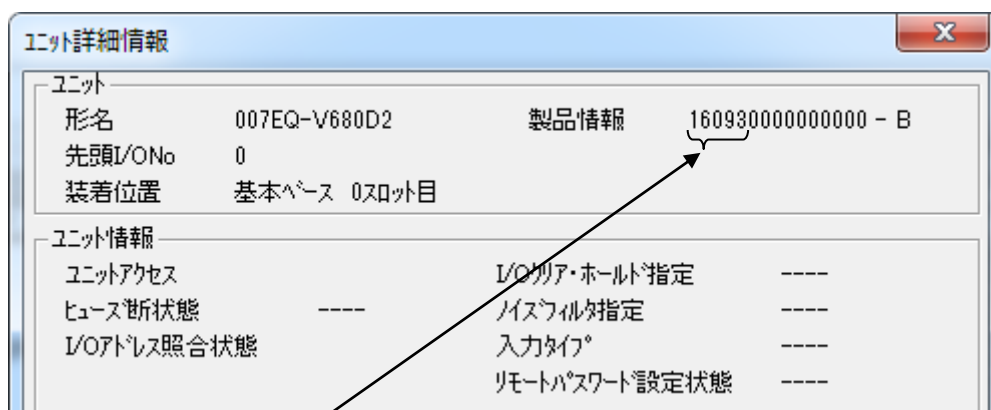 ユニット詳細情報
ユニット
形名 007EQ-V680D2 製品情報 160930000000000 - B
先頭I/ONo 0
装着位置 基本ベース 0スロット目
ユニット情報
ユニットアクセス I/Oクリア・ホールド指定 ----
ヒューズ断状態 ---- ノイズフィルタ指定 ----
I/Oアドレス照合状態 入力タイプ ----
リモートパスワード設定状態 ----